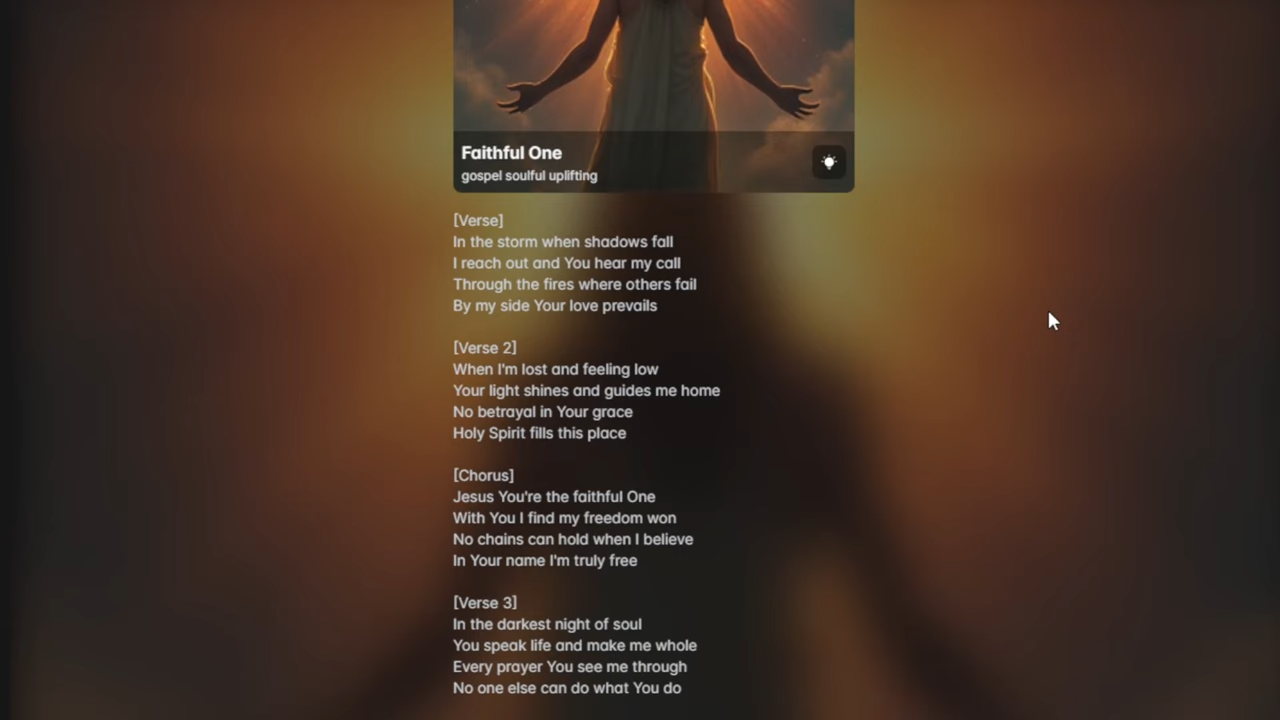 Faithful One
gospel soulful uplifting
[Verse]
In the storm when shadows fall
I reach out and You hear my call
Through the fires where others fail
By my side Your love prevails
[Verse 2]
When I'm lost and feeling low
Your light shines and guides me home
No betrayal in Your grace
Holy Spirit fills this place
[Chorus]
Jesus You're the faithful One
With You I find my freedom won
No chains can hold when I believe
In Your name I'm truly free
[Verse 3]
In the darkest night of soul
You speak life and make me whole
Every prayer You see me through
No one else can do what You do